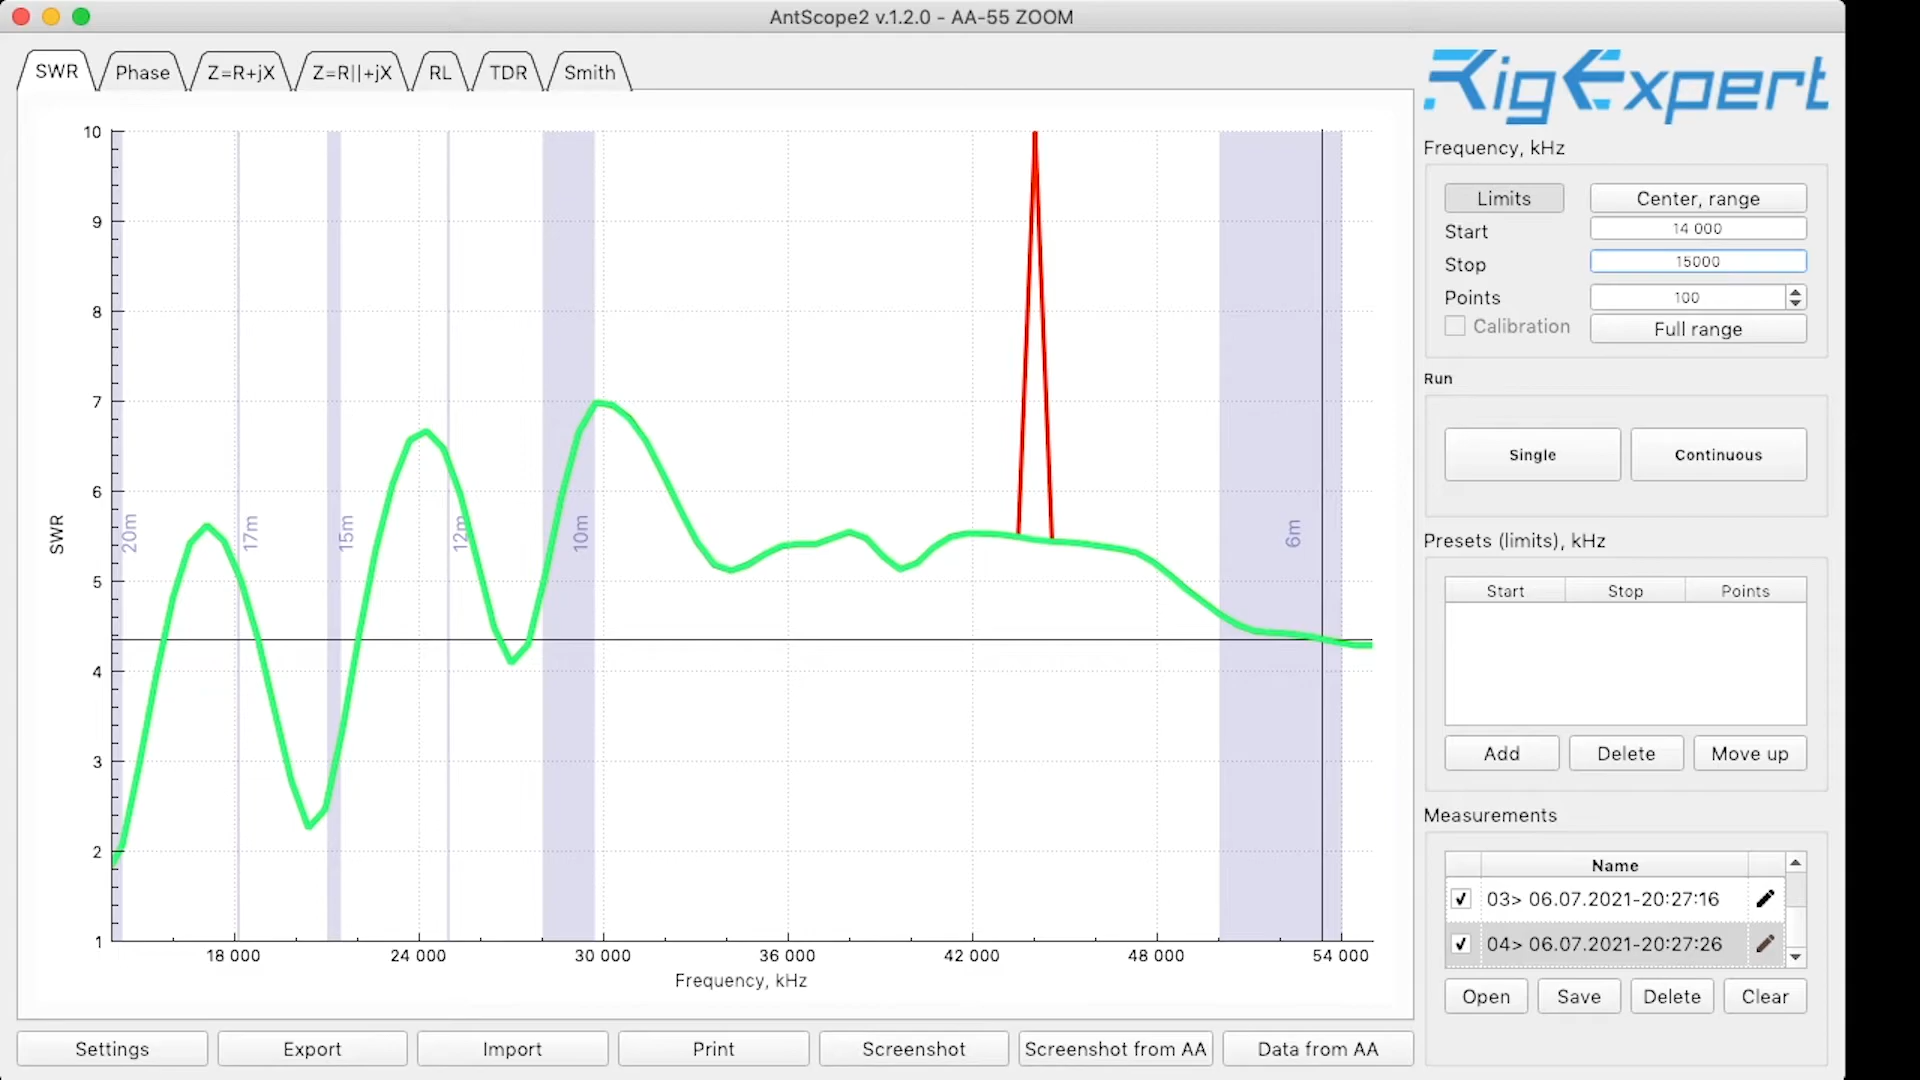 AntScope2 v.1.2.0 - AA-55 ZOOM
SWR
Phase
Z=R+jX
Z=R||+jX
RL
TDR
Smith
10
9
8
7
6
5
4
3
2
1
SWR
20m
17m
15m
12m
10m
6m
18 000
24 000
30 000
36 000
42 000
48 000
54 000
Frequency, kHz
Settings
Export
Import
Print
Screenshot
Screenshot from AA
Data from AA
RigExpert
Frequency, kHz
Limits
Center, range
Start
14 000
Stop
15000
Points
100
Calibration
Full range
Run
Single
Continuous
Presets (limits), kHz
Start
Stop
Points
Add
Delete
Move up
Measurements
Name
03> 06.07.2021-20:27:16
04> 06.07.2021-20:27:26
Open
Save
Delete
Clear